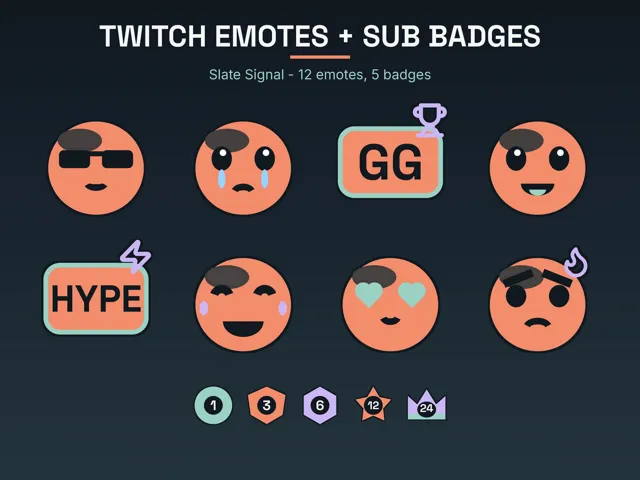 TWITCH EMOTES + SUB BADGES
Slate Signal - 12 emotes, 5 badges
GG
HYPE
1 3 6 12 24